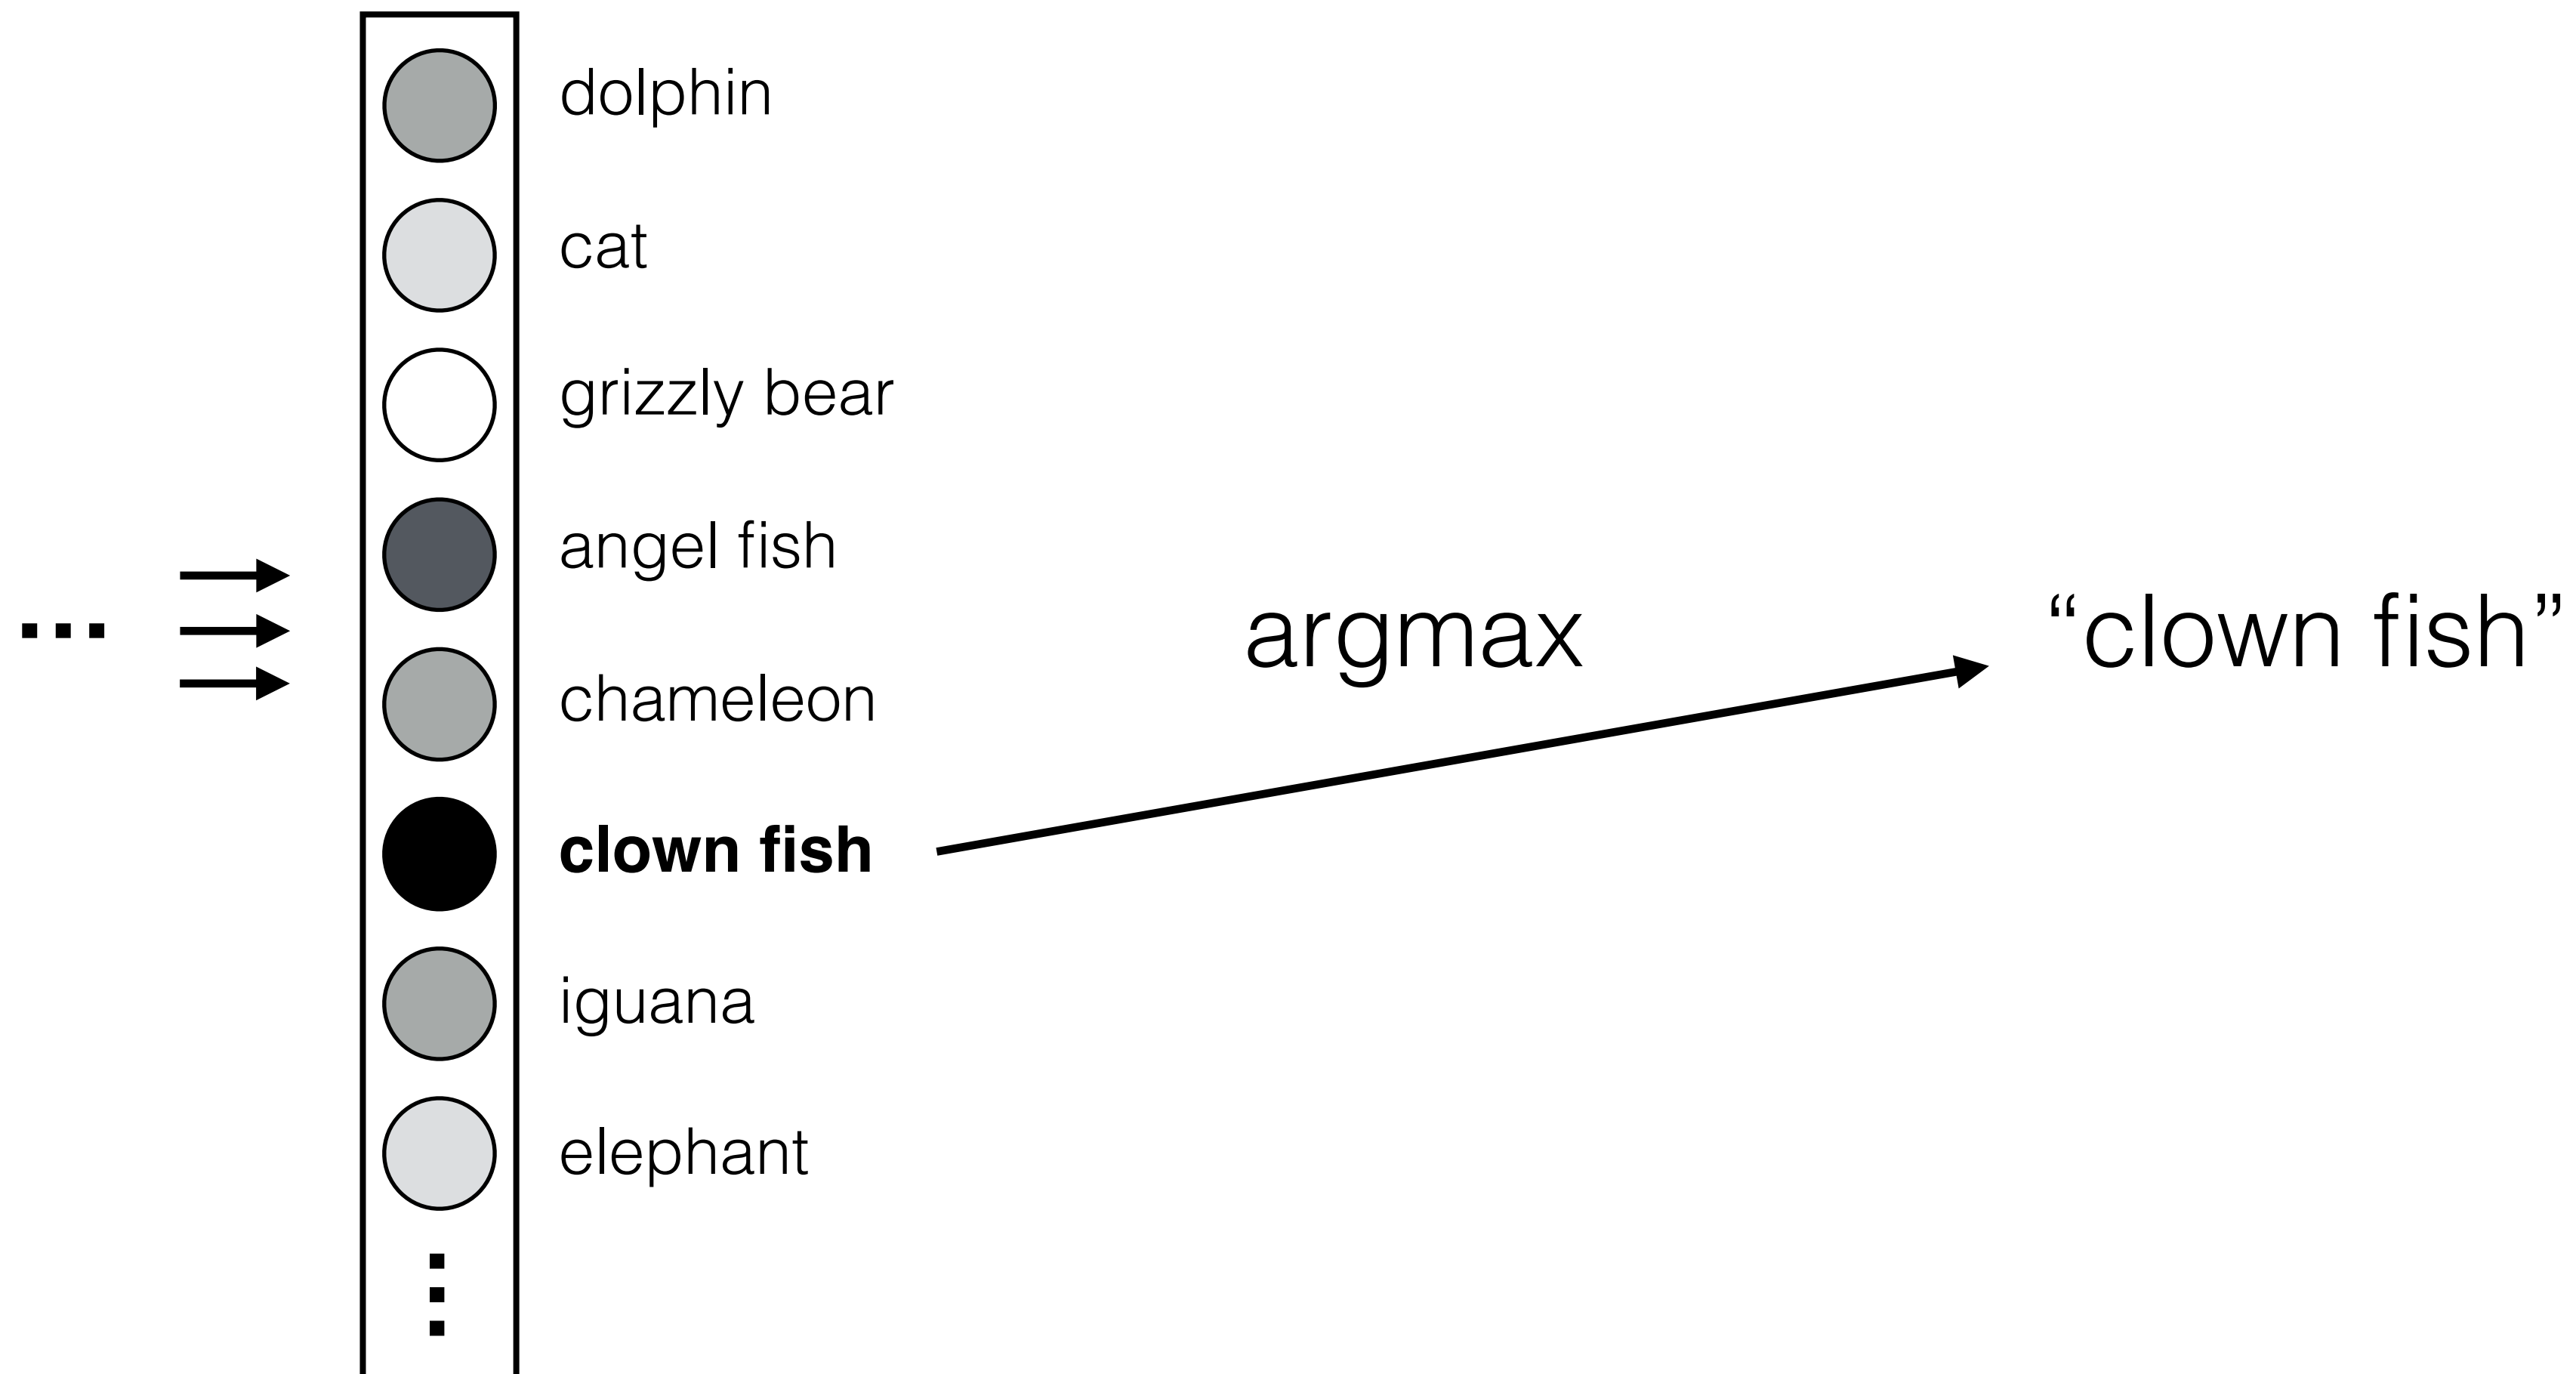 dolphin
cat
grizzly bear
angel fish
chameleon
clown fish
iguana
elephant
argmax
“clown fish”